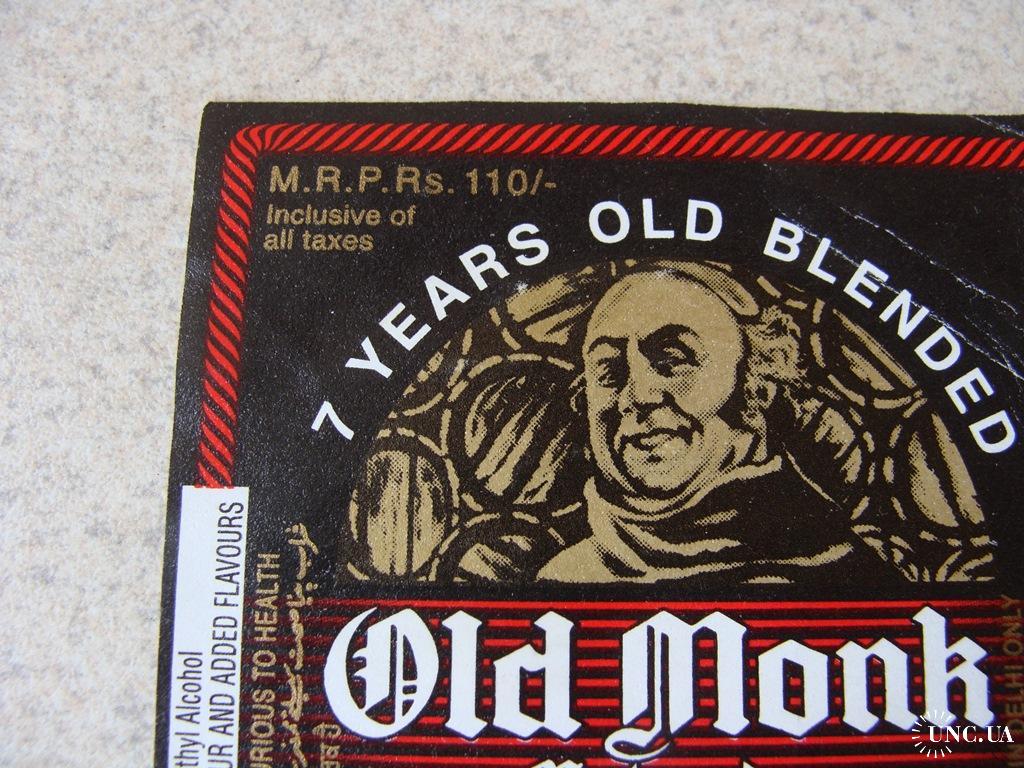 M.R.P.Rs. 110/-
Inclusive of
all taxes
7 YEARS OLD BLENDED
Old Monk
thyl Alcohol
UR AND ADDED FLAVOURS
URIOUS TO HEALTH
DELHI ONLY
UNC.UA